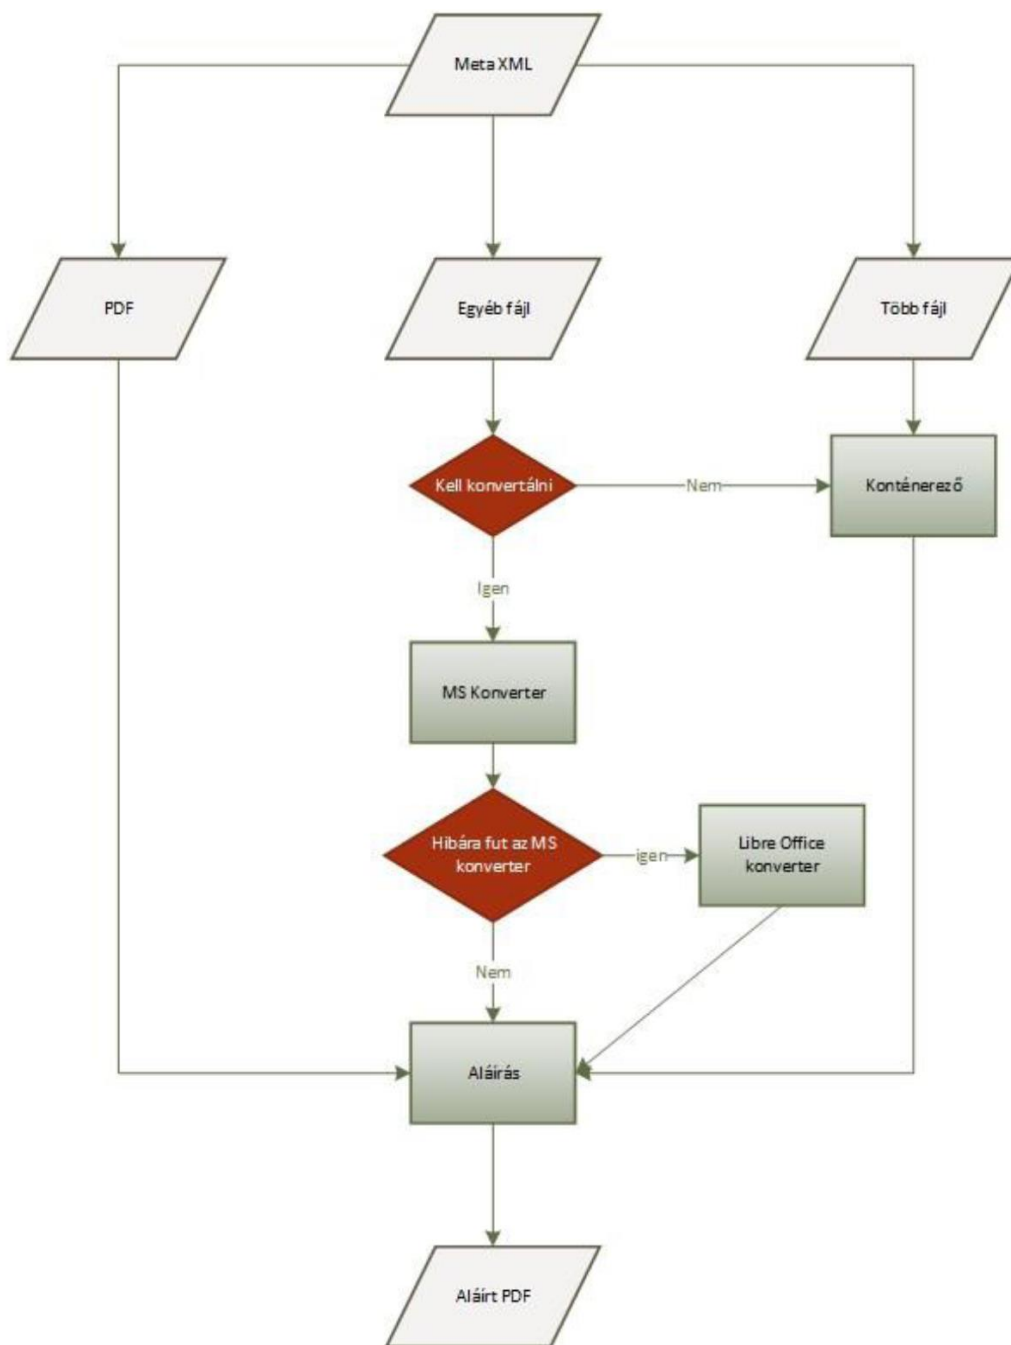 Meta XML
PDF
Egyéb fájl
Több fájl
Kell konvertálni
Nem
Konténerező
Igen
MS Konverter
Hibára fut az MS
konverter
igen
Libre Office
konverter
Nem
Aláírás
Aláírt PDF